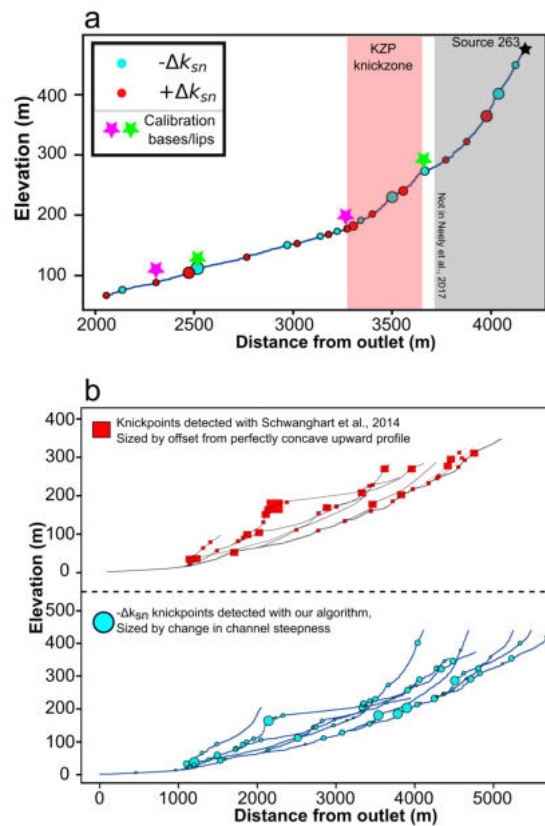 a
-Δksn
+Δksn
Calibration
bases/lips
KZP
knickzone
Source 263
Not in Neely et al., 2017
Elevation (m)
400
300
200
100
2000
2500
3000
3500
4000
Distance from outlet (m)
b
Knickpoints detected with Schwanghart et al., 2014
Sized by offset from perfectly concave upward profile
400
300
200
100
0
Elevation (m)
-Δksn knickpoints detected with our algorithm,
Sized by change in channel steepness
500
400
300
200
100
0
0
1000
2000
3000
4000
5000
Distance from outlet (m)